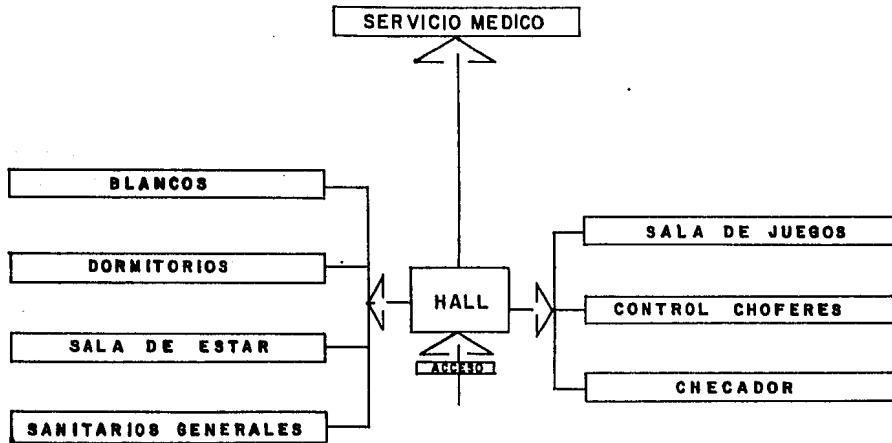 SERVICIO MEDICO
BLANCOS
DORMITORIOS
SALA DE ESTAR
SANITARIOS GENERALES
HALL
ACCESO
SALA DE JUEGOS
CONTROL CHOFERES
CHECADOR